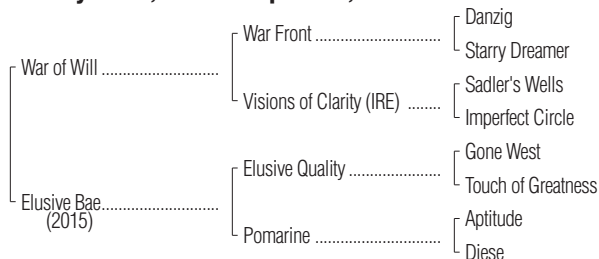 Danzig
War Front ..............................
Starry Dreamer
War of Will ............................
Sadler's Wells
Visions of Clarity (IRE) ........
Imperfect Circle
Gone West
Elusive Quality ......................
Touch of Greatness
Elusive Bae............................
(2015)
Aptitude
Pomarine ..............................
Diese